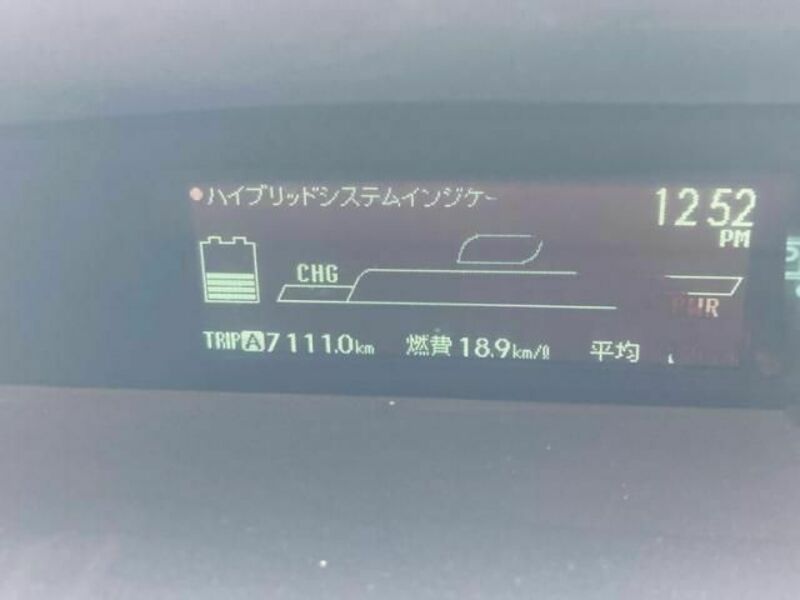 ハイブリッドシステムインジケー
12:52
PM
CHG
PWR
TRIP A 7111.0km 燃費 18.9km/ℓ 平均